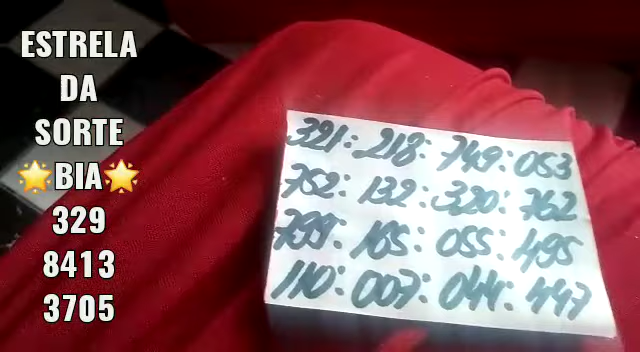 ESTRELA
DA
SORTE
🌟BIA🌟
329
8413
3705
321: 218: 749: 053
752: 132: 320: 762
799: 165: 055: 495
110: 007: 044: 447